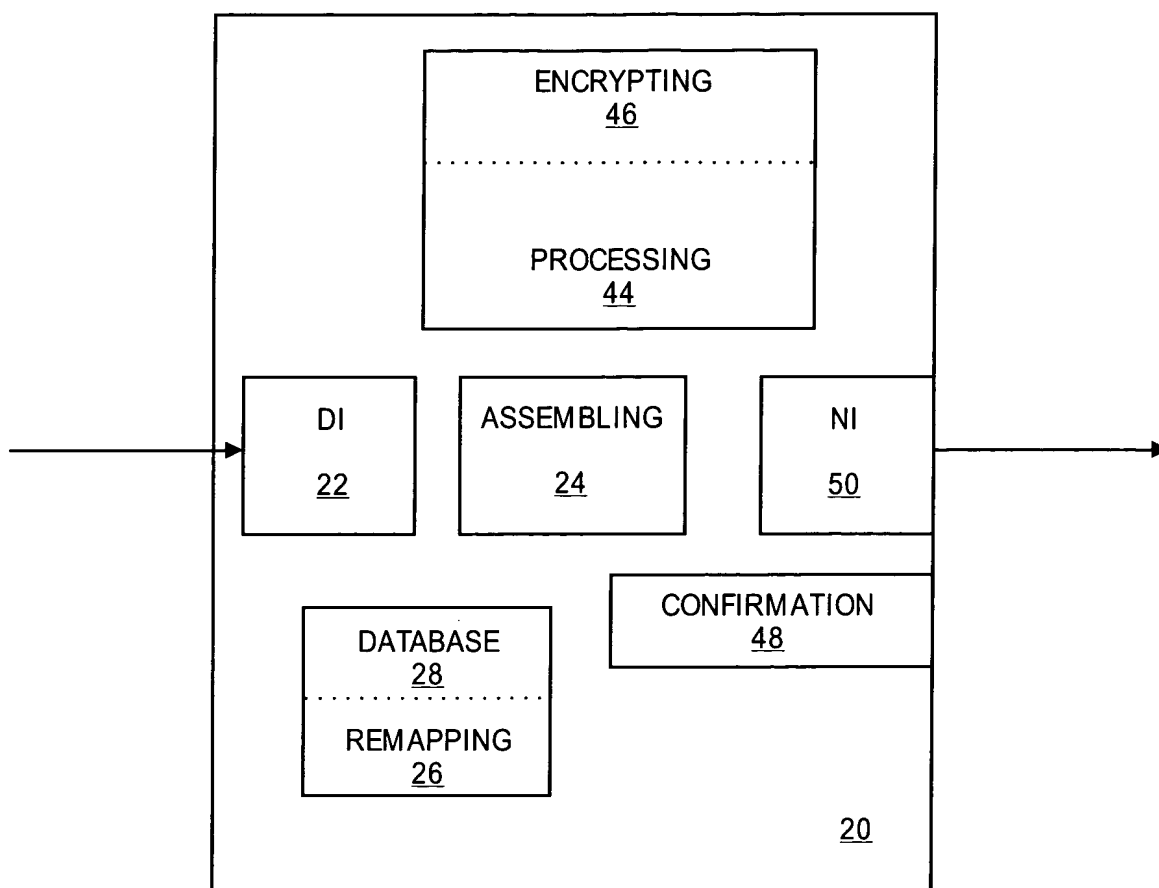 ENCRYPTING
46
PROCESSING
44
DI
22
ASSEMBLING
24
NI
50
CONFIRMATION
48
DATABASE
28
REMAPPING
26
20